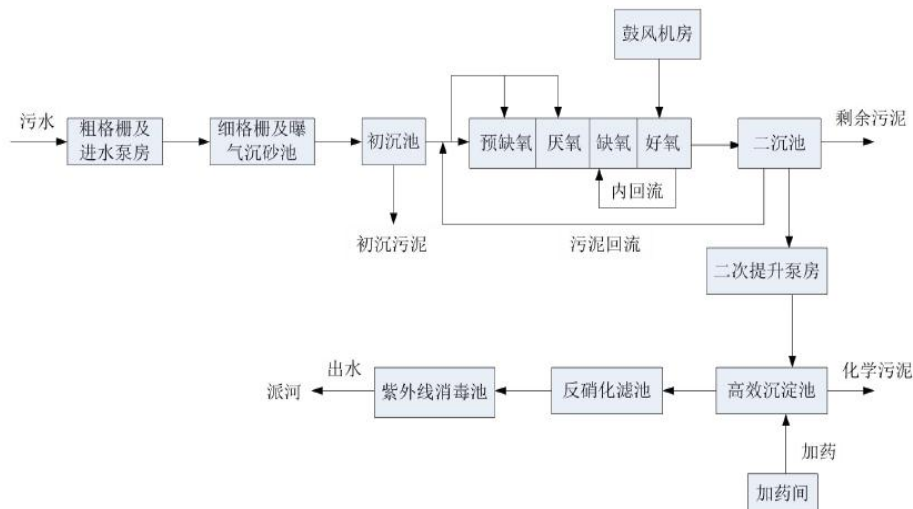 鼓风机房
污水
粗格栅及
进水泵房
细格栅及曝
气沉砂池
初沉池
预缺氧
厌氧
缺氧
好氧
二沉池
剩余污泥
内回流
初沉污泥
污泥回流
二次提升泵房
派河
出水
紫外线消毒池
反硝化滤池
高效沉淀池
化学污泥
加药
加药间